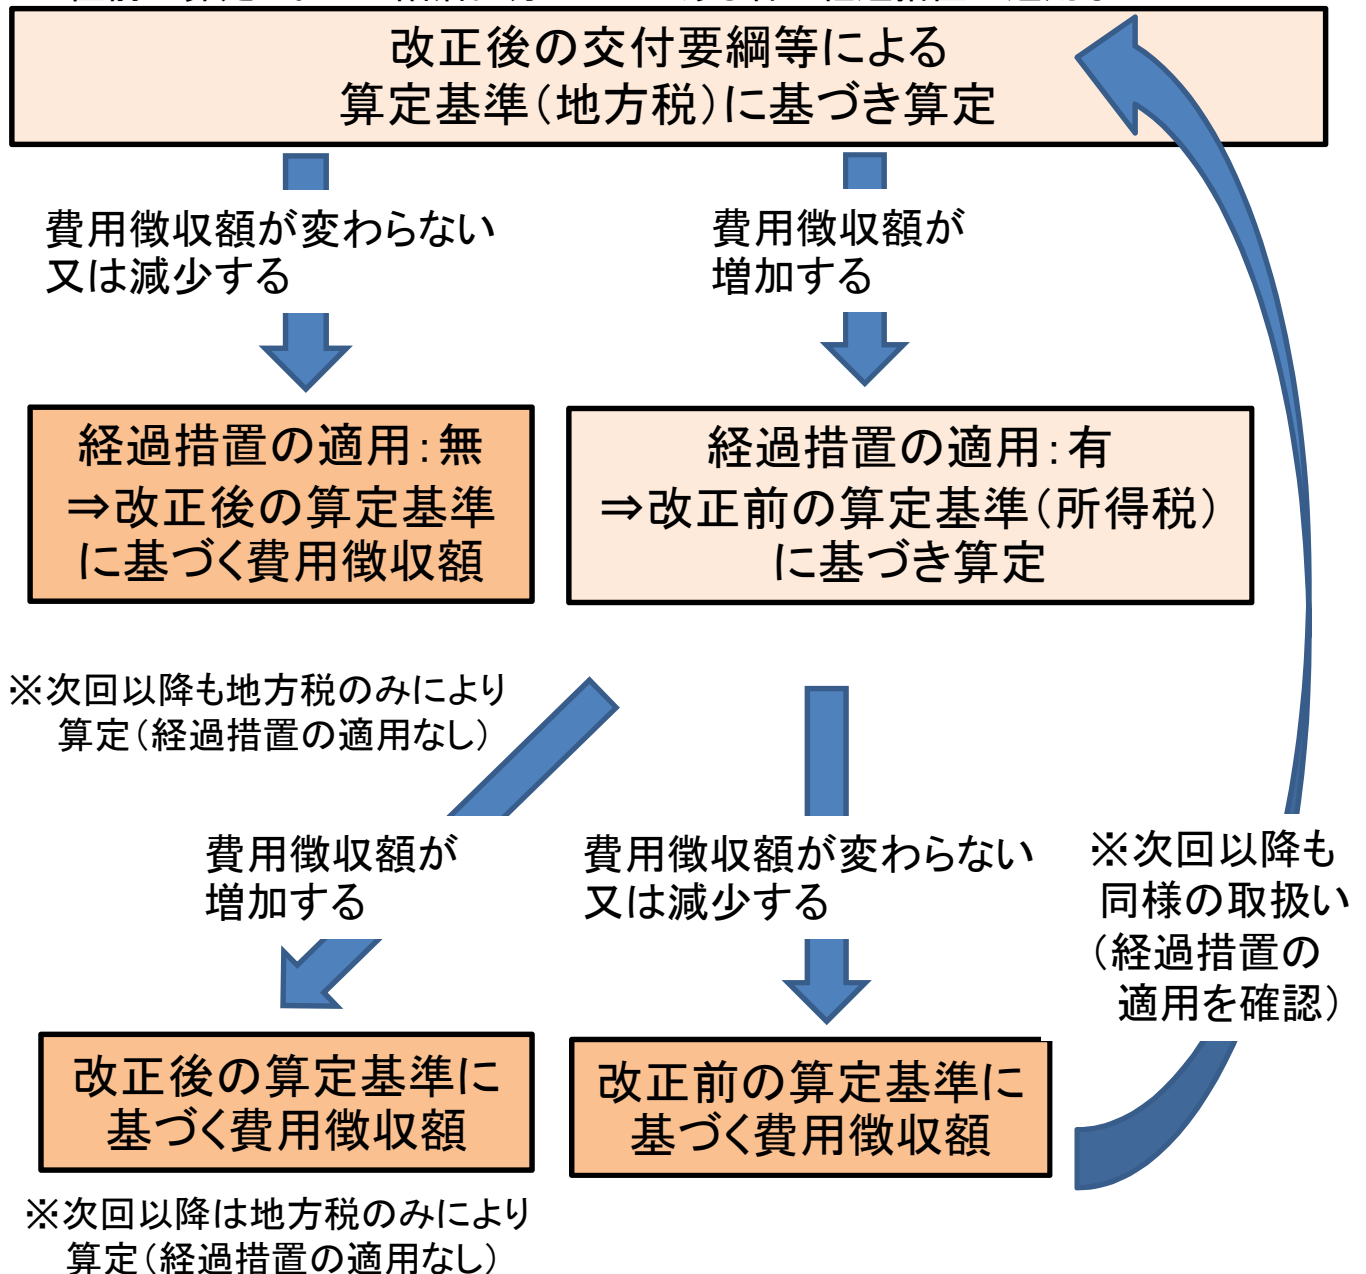 改正後の交付要綱等による
算定基準（地方税）に基づき算定
費用徴収額が変わらない
又は減少する
費用徴収額が
増加する
経過措置の適用：無
⇒改正後の算定基準
に基づく費用徴収額
経過措置の適用：有
⇒改正前の算定基準（所得税）
に基づき算定
※次回以降も地方税のみにより
算定（経過措置の適用なし）
費用徴収額が
増加する
費用徴収額が変わらない
又は減少する
※次回以降も
同様の取扱い
（経過措置の
適用を確認）
改正後の算定基準に
基づく費用徴収額
改正前の算定基準に
基づく費用徴収額
※次回以降は地方税のみにより
算定（経過措置の適用なし）